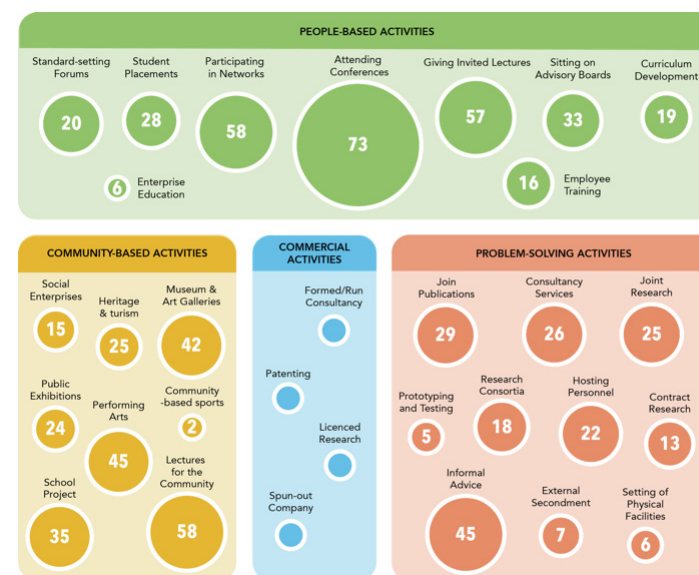 PEOPLE-BASED ACTIVITIES
Standard-setting
Forums
20
Student
Placements
28
Participating
in Networks
58
Attending
Conferences
73
Giving Invited Lectures
57
Sitting on
Advisory Boards
33
Curriculum
Development
19
6
Enterprise
Education
16
Employee
Training
COMMUNITY-BASED ACTIVITIES
Social
Enterprises
15
Heritage
& turism
25
Museum &
Art Galleries
42
Public
Exhibitions
24
Performing
Arts
45
Community
-based sports
2
School
Project
35
Lectures
for the
Community
58
COMMERCIAL
ACTIVITIES
Formed/Run
Consultancy
Patenting
Licenced
Research
Spun-out
Company
PROBLEM-SOLVING ACTIVITIES
Join
Publications
29
Consultancy
Services
26
Joint
Research
25
Prototyping
and Testing
5
Research
Consortia
18
Hosting
Personnel
22
Contract
Research
13
Informal
Advice
45
External
Secondment
7
Setting of
Physical
Facilities
6